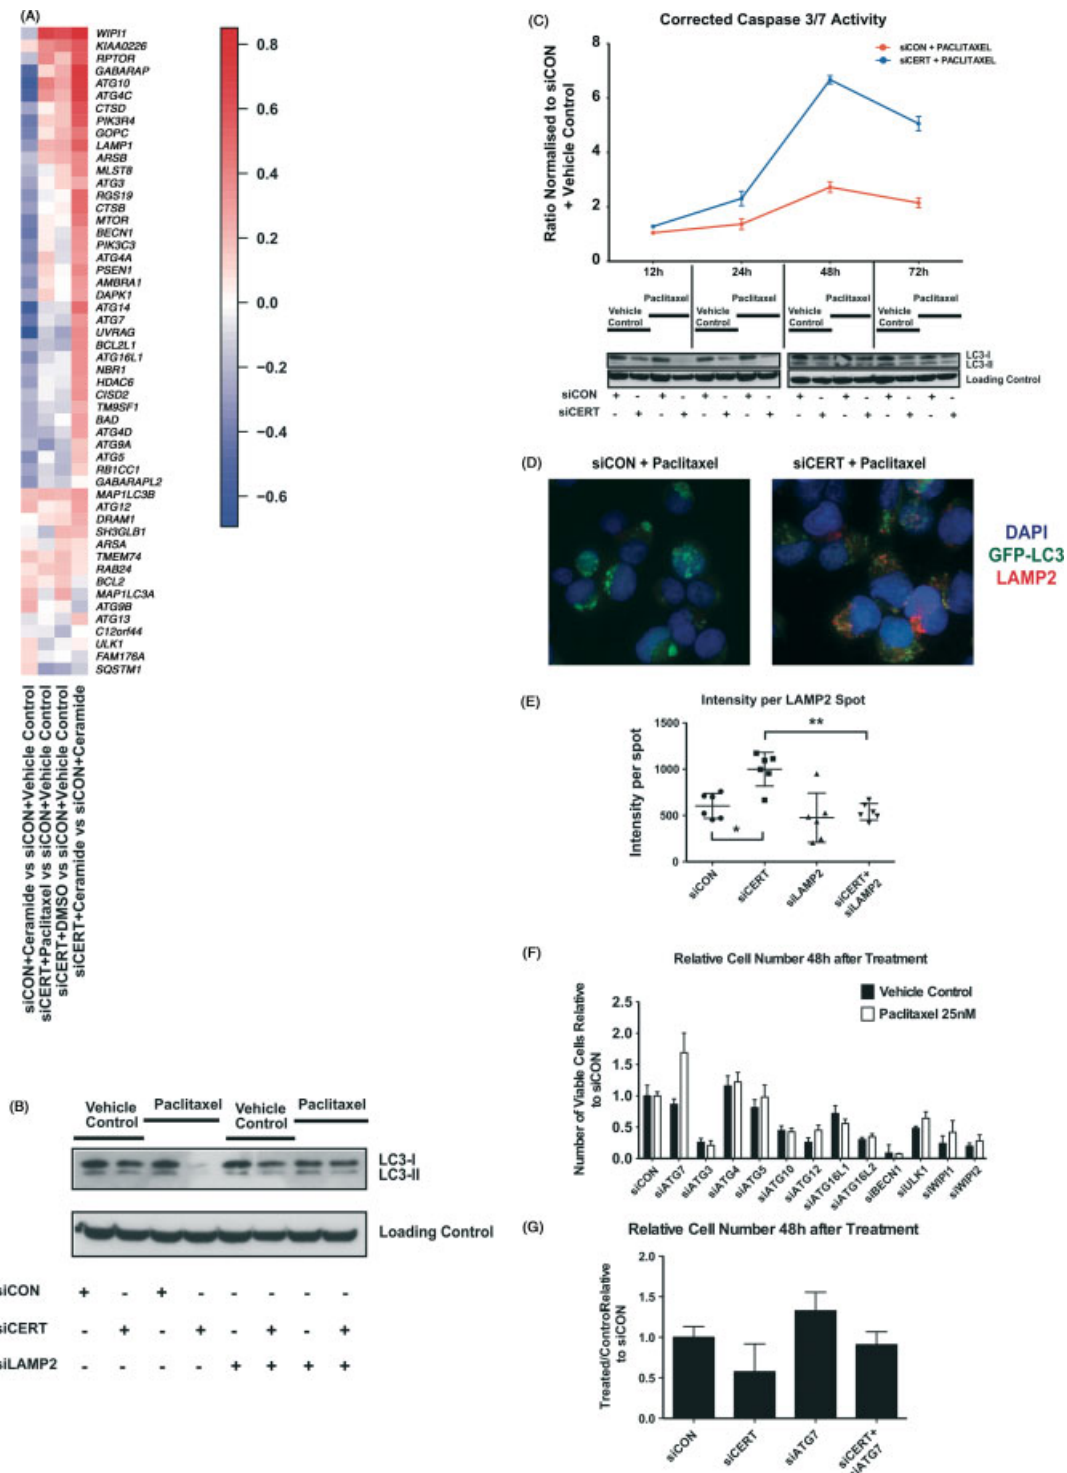 (A)
WIPI1
KIAA0226
RPTOR
GABARAP
ATG10
ATG4C
CTSD
PIK3R4
GOPC
LAMP1
ARSB
MLST8
ATG3
RGS19
CTSB
MTOR
BECN1
PIK3C3
ATG4A
PSEN1
AMBRA1
DAPK1
ATG14
ATG7
UVRAG
BCL2L1
ATG16L1
NBR1
HDAC6
CISD2
TM9SF1
BAD
ATG4D
ATG9A
ATG5
RB1CC1
GABARAPL2
MAP1LC3B
ATG12
DRAM1
SH3GLB1
ARSA
TMEM74
RAB24
BCL2
MAP1LC3A
ATG9B
ATG13
C12orf44
ULK1
FAM176A
SQSTM1
0.8
0.6
0.4
0.2
0.0
−0.2
−0.4
−0.6
siCON+Ceramide vs siCON+Vehicle Control
siCERT+Paclitaxel vs siCON+Vehicle Control
siCERT+DMSO vs siCON+Vehicle Control
siCERT+Ceramide vs siCON+Ceramide
(B)
Vehicle Control
Paclitaxel
Vehicle Control
Paclitaxel
LC3-I
LC3-II
Loading Control
siCON + - + - - - - -
siCERT - + - + - + - +
siLAMP2 - - - - + + + +
(C)
Corrected Caspase 3/7 Activity
Ratio Normalised to siCON
+ Vehicle Control
8
6
4
2
0
siCON + PACLITAXEL
siCERT + PACLITAXEL
12h 24h 48h 72h
Vehicle Control
Paclitaxel
Vehicle Control
Paclitaxel
Vehicle Control
Paclitaxel
Vehicle Control
Paclitaxel
LC3-I
LC3-II
Loading Control
siCON + - + - + - + - + - + - + - + -
siCERT - + - + - + - + - + - + - + - +
(D)
siCON + Paclitaxel
siCERT + Paclitaxel
DAPI
GFP-LC3
LAMP2
(E)
Intensity per LAMP2 Spot
Intensity per spot
1500
1000
500
0
*
**
siCON
siCERT
siLAMP2
siCERT+
siLAMP2
(F)
Relative Cell Number 48h after Treatment
Number of Viable Cells Relative
to siCON
2.5
2.0
1.5
1.0
0.5
0.0
Vehicle Control
Paclitaxel 25nM
siCON
siATG7
siATG3
siATG4
siATG5
siATG10
siATG12
siATG16L1
siATG16L2
siBECN1
siULK1
siWIPI1
siWIPI2
(G)
Relative Cell Number 48h after Treatment
Treated/ControRelative
to siCON
2.0
1.5
1.0
0.5
0.0
siCON
siCERT
siATG7
siCERT+
siATG7